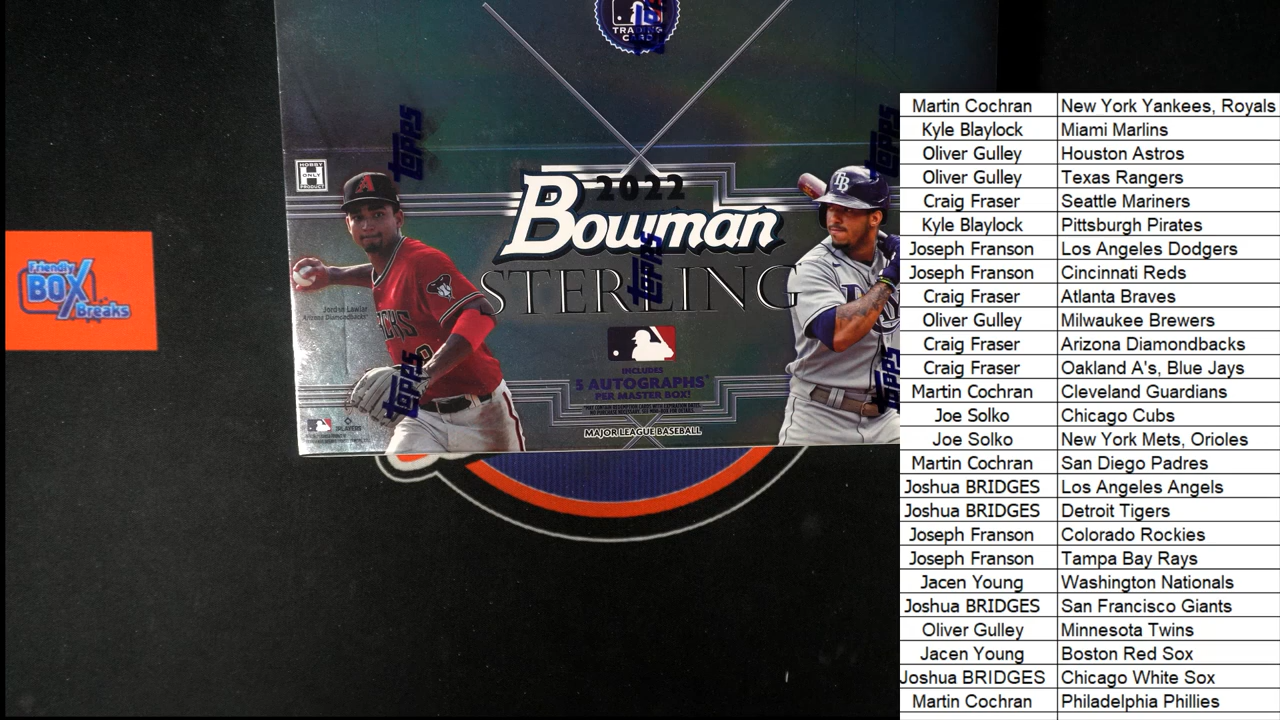 TRADING
CARD
topps
topps
HOBBY
H
ONLY
PRODUCT
A
TB
2022
Bowman
STERLING
topps
Jordan Lawlar
Arizona Diamondbacks
Friendly
BOX
Breaks
INCLUDES
5 AUTOGRAPHS*
PER MASTER BOX!
topps
topps
MAJOR LEAGUE BASEBALL
Martin Cochran New York Yankees, Royals
Kyle Blaylock Miami Marlins
Oliver Gulley Houston Astros
Oliver Gulley Texas Rangers
Craig Fraser Seattle Mariners
Kyle Blaylock Pittsburgh Pirates
Joseph Franson Los Angeles Dodgers
Joseph Franson Cincinnati Reds
Craig Fraser Atlanta Braves
Oliver Gulley Milwaukee Brewers
Craig Fraser Arizona Diamondbacks
Craig Fraser Oakland A's, Blue Jays
Martin Cochran Cleveland Guardians
Joe Solko Chicago Cubs
Joe Solko New York Mets, Orioles
Martin Cochran San Diego Padres
Joshua BRIDGES Los Angeles Angels
Joshua BRIDGES Detroit Tigers
Joseph Franson Colorado Rockies
Joseph Franson Tampa Bay Rays
Jacen Young Washington Nationals
Joshua BRIDGES San Francisco Giants
Oliver Gulley Minnesota Twins
Jacen Young Boston Red Sox
Joshua BRIDGES Chicago White Sox
Martin Cochran Philadelphia Phillies